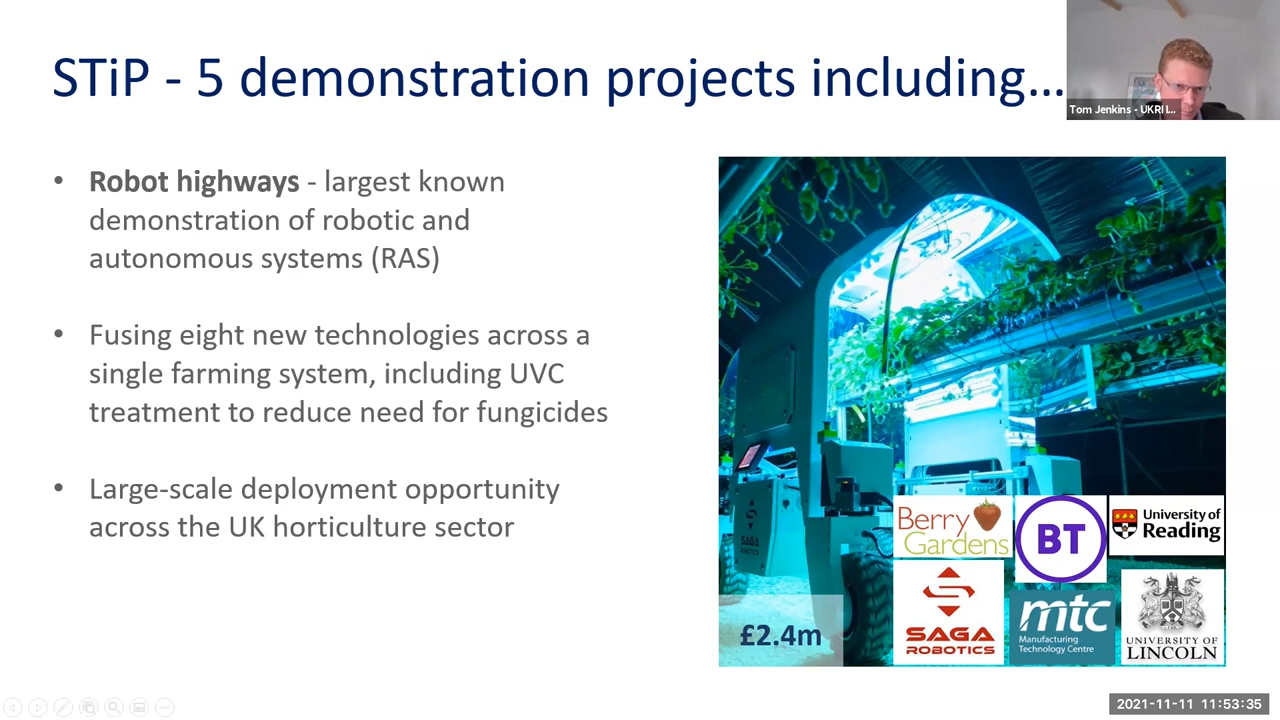 STiP - 5 demonstration projects including...
Tom Jenkins - UKRI I...
• Robot highways - largest known
demonstration of robotic and
autonomous systems (RAS)
• Fusing eight new technologies across a
single farming system, including UVC
treatment to reduce need for fungicides
• Large-scale deployment opportunity
across the UK horticulture sector
SAGA
ROBOTICS
£2.4m
Berry
Gardens
BT
University of
Reading
SAGA
ROBOTICS
mtc
Manufacturing
Technology Centre
UNIVERSITY OF
LINCOLN
2021-11-11 11:53:35